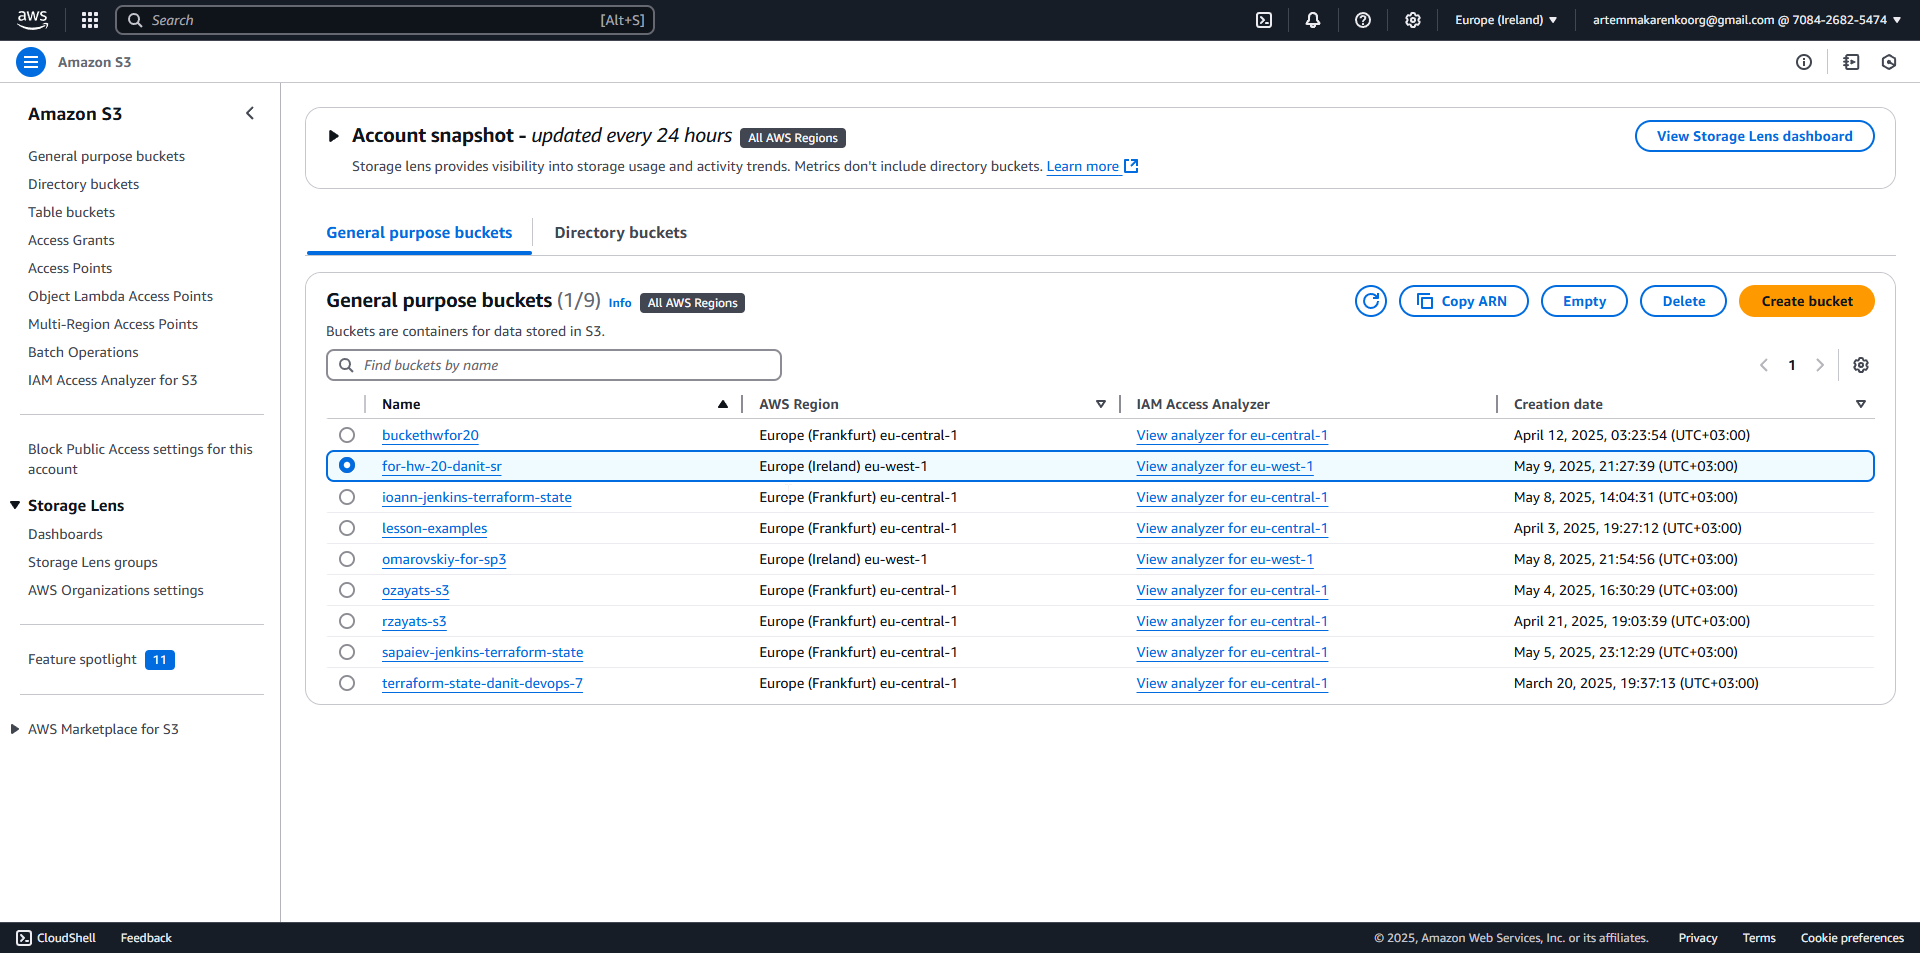 aws
Search [Alt+S]
Europe (Ireland)
artemmakarenkoorg@gmail.com @ 7084-2682-5474
Amazon S3
Amazon S3
General purpose buckets
Directory buckets
Table buckets
Access Grants
Access Points
Object Lambda Access Points
Multi-Region Access Points
Batch Operations
IAM Access Analyzer for S3
Block Public Access settings for this
account
Storage Lens
Dashboards
Storage Lens groups
AWS Organizations settings
Feature spotlight 11
AWS Marketplace for S3
Account snapshot - updated every 24 hours All AWS Regions
View Storage Lens dashboard
Storage lens provides visibility into storage usage and activity trends. Metrics don't include directory buckets. Learn more
General purpose buckets
Directory buckets
General purpose buckets (1/9) Info All AWS Regions
Copy ARN
Empty
Delete
Create bucket
Buckets are containers for data stored in S3.
Find buckets by name
1
Name AWS Region IAM Access Analyzer Creation date
buckethwfor20 Europe (Frankfurt) eu-central-1 View analyzer for eu-central-1 April 12, 2025, 03:23:54 (UTC+03:00)
for-hw-20-danit-sr Europe (Ireland) eu-west-1 View analyzer for eu-west-1 May 9, 2025, 21:27:39 (UTC+03:00)
ioann-jenkins-terraform-state Europe (Frankfurt) eu-central-1 View analyzer for eu-central-1 May 8, 2025, 14:04:31 (UTC+03:00)
lesson-examples Europe (Frankfurt) eu-central-1 View analyzer for eu-central-1 April 3, 2025, 19:27:12 (UTC+03:00)
omarovskiy-for-sp3 Europe (Ireland) eu-west-1 View analyzer for eu-west-1 May 8, 2025, 21:54:56 (UTC+03:00)
ozayats-s3 Europe (Frankfurt) eu-central-1 View analyzer for eu-central-1 May 4, 2025, 16:30:29 (UTC+03:00)
rzayats-s3 Europe (Frankfurt) eu-central-1 View analyzer for eu-central-1 April 21, 2025, 19:03:39 (UTC+03:00)
sapaiev-jenkins-terraform-state Europe (Frankfurt) eu-central-1 View analyzer for eu-central-1 May 5, 2025, 23:12:29 (UTC+03:00)
terraform-state-danit-devops-7 Europe (Frankfurt) eu-central-1 View analyzer for eu-central-1 March 20, 2025, 19:37:13 (UTC+03:00)
CloudShell
Feedback
© 2025, Amazon Web Services, Inc. or its affiliates.
Privacy
Terms
Cookie preferences